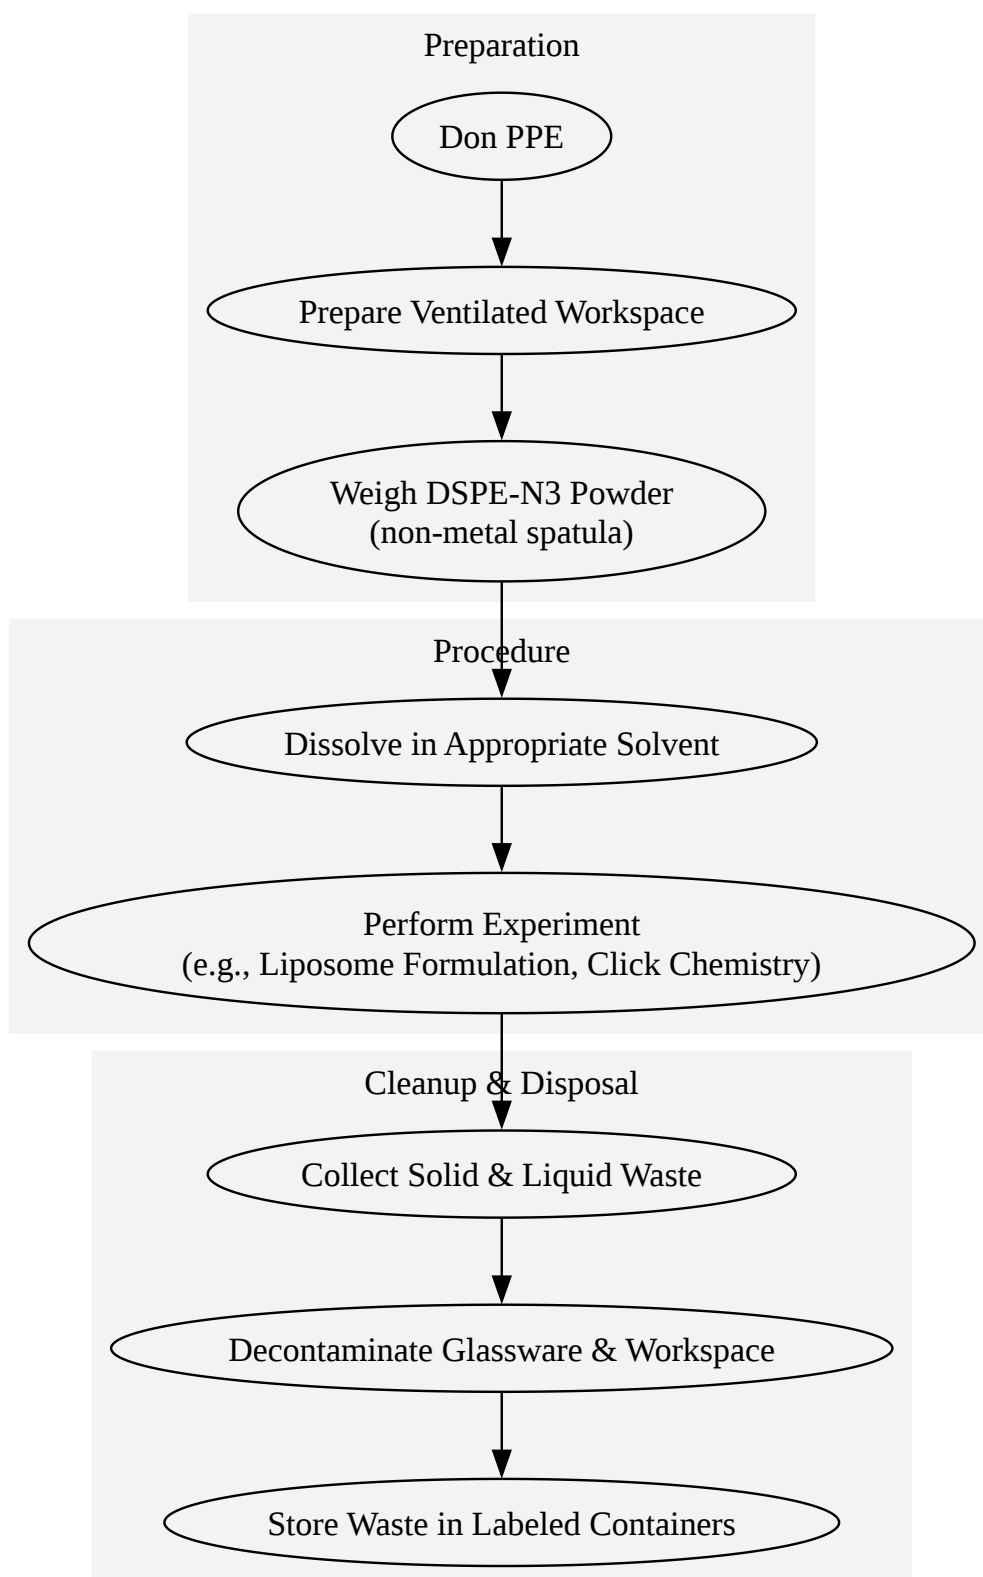 Preparation
Don PPE
Prepare Ventilated Workspace
Weigh DSPE-N3 Powder
(non-metal spatula)
Procedure
Dissolve in Appropriate Solvent
Perform Experiment
(e.g., Liposome Formulation, Click Chemistry)
Cleanup & Disposal
Collect Solid & Liquid Waste
Decontaminate Glassware & Workspace
Store Waste in Labeled Containers